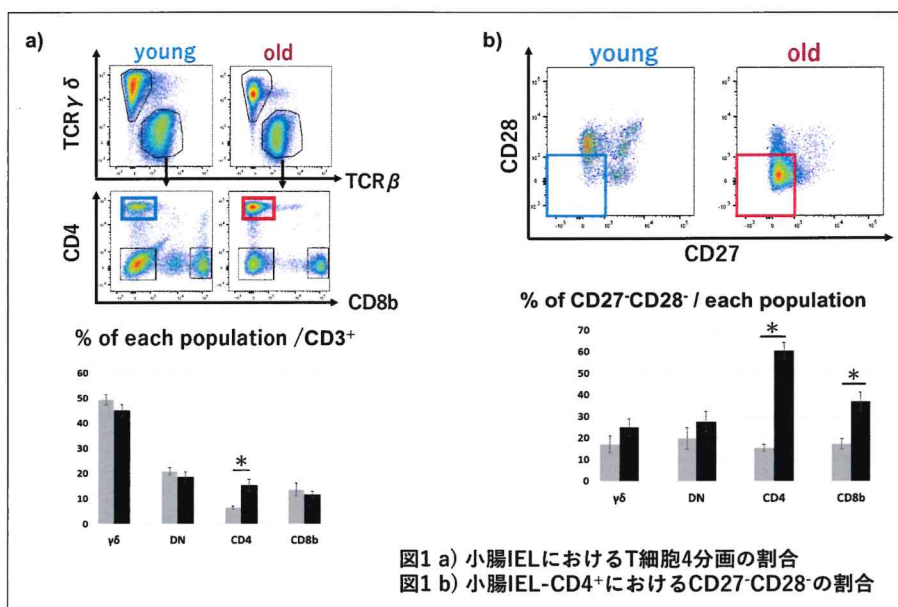 a)
young
old
TCRγδ
TCRβ
CD4
CD8b
% of each population /CD3⁺
60
50
40
30
20
10
0
*
γδ
DN
CD4
CD8b
b)
young
old
CD28
CD27
% of CD27⁻CD28⁻ / each population
70
60
50
40
30
20
10
0
*
*
γδ
DN
CD4
CD8b
図1 a) 小腸IELにおけるT細胞4分画の割合
図1 b) 小腸IEL-CD4⁺におけるCD27⁻CD28⁻の割合